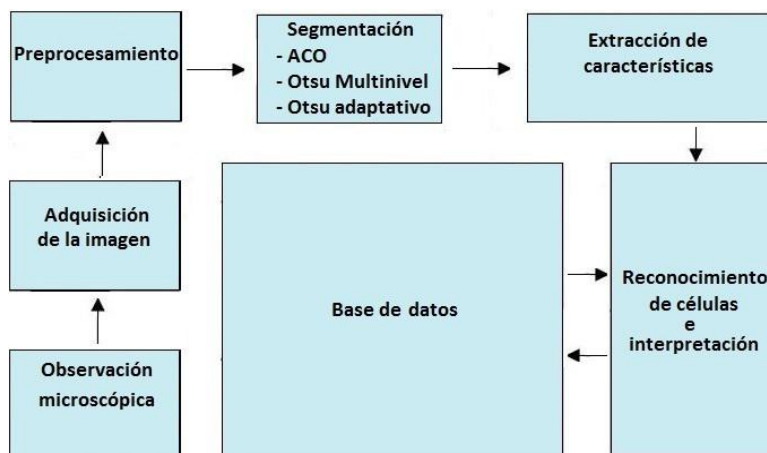 Preprocesamiento
Segmentación
- ACO
- Otsu Multinivel
- Otsu adaptativo
Extracción de
características
Adquisición
de la imagen
Observación
microscópica
Base de datos
Reconocimiento
de células
e
interpretación